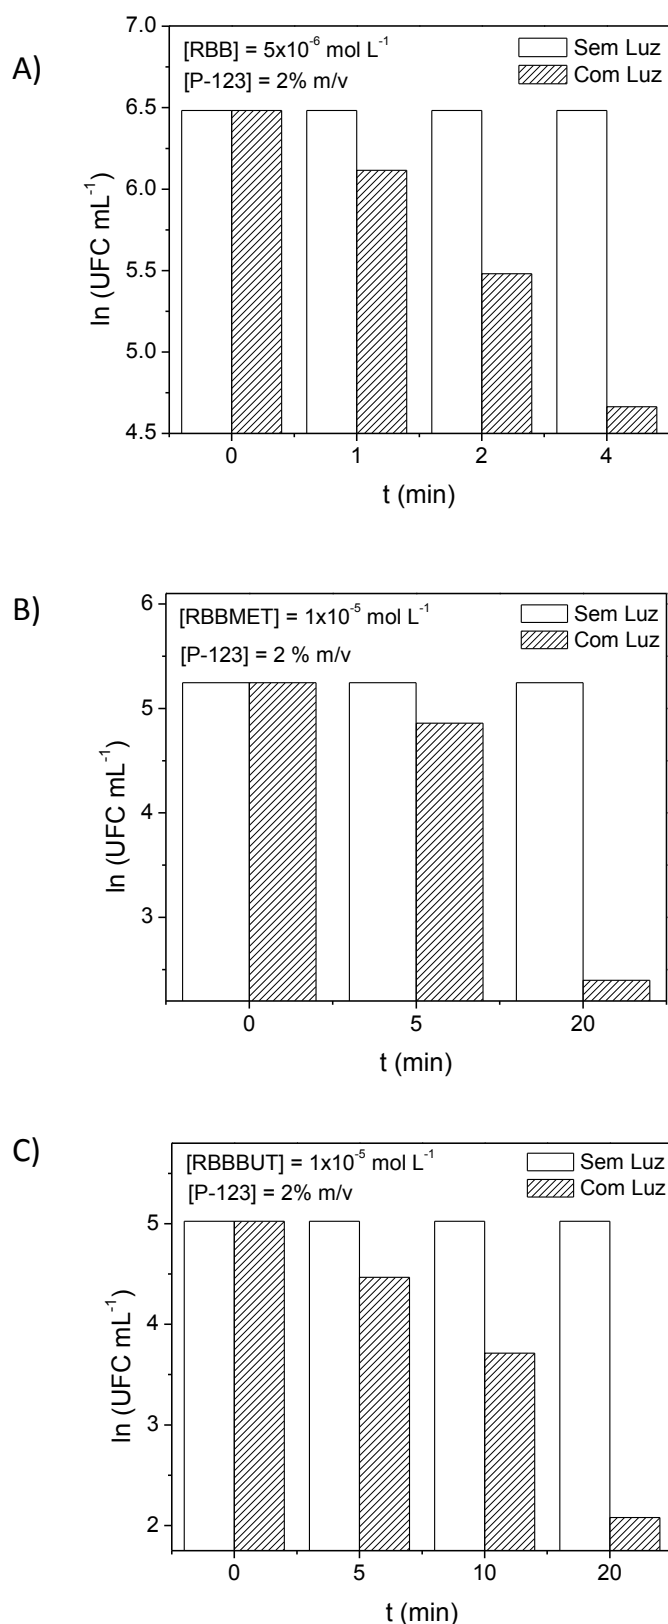 A)
[RBB] = 5x10⁻⁶ mol L⁻¹
[P-123] = 2% m/v
Sem Luz
Com Luz
ln (UFC mL⁻¹)
7.0
6.5
6.0
5.5
5.0
4.5
0 1 2 4
t (min)
B)
[RBBMET] = 1x10⁻⁵ mol L⁻¹
[P-123] = 2 % m/v
Sem Luz
Com Luz
ln (UFC mL⁻¹)
6
5
4
3
0 5 20
t (min)
C)
[RBBBUT] = 1x10⁻⁵ mol L⁻¹
[P-123] = 2% m/v
Sem Luz
Com Luz
ln (UFC mL⁻¹)
5
4
3
2
0 5 10 20
t (min)